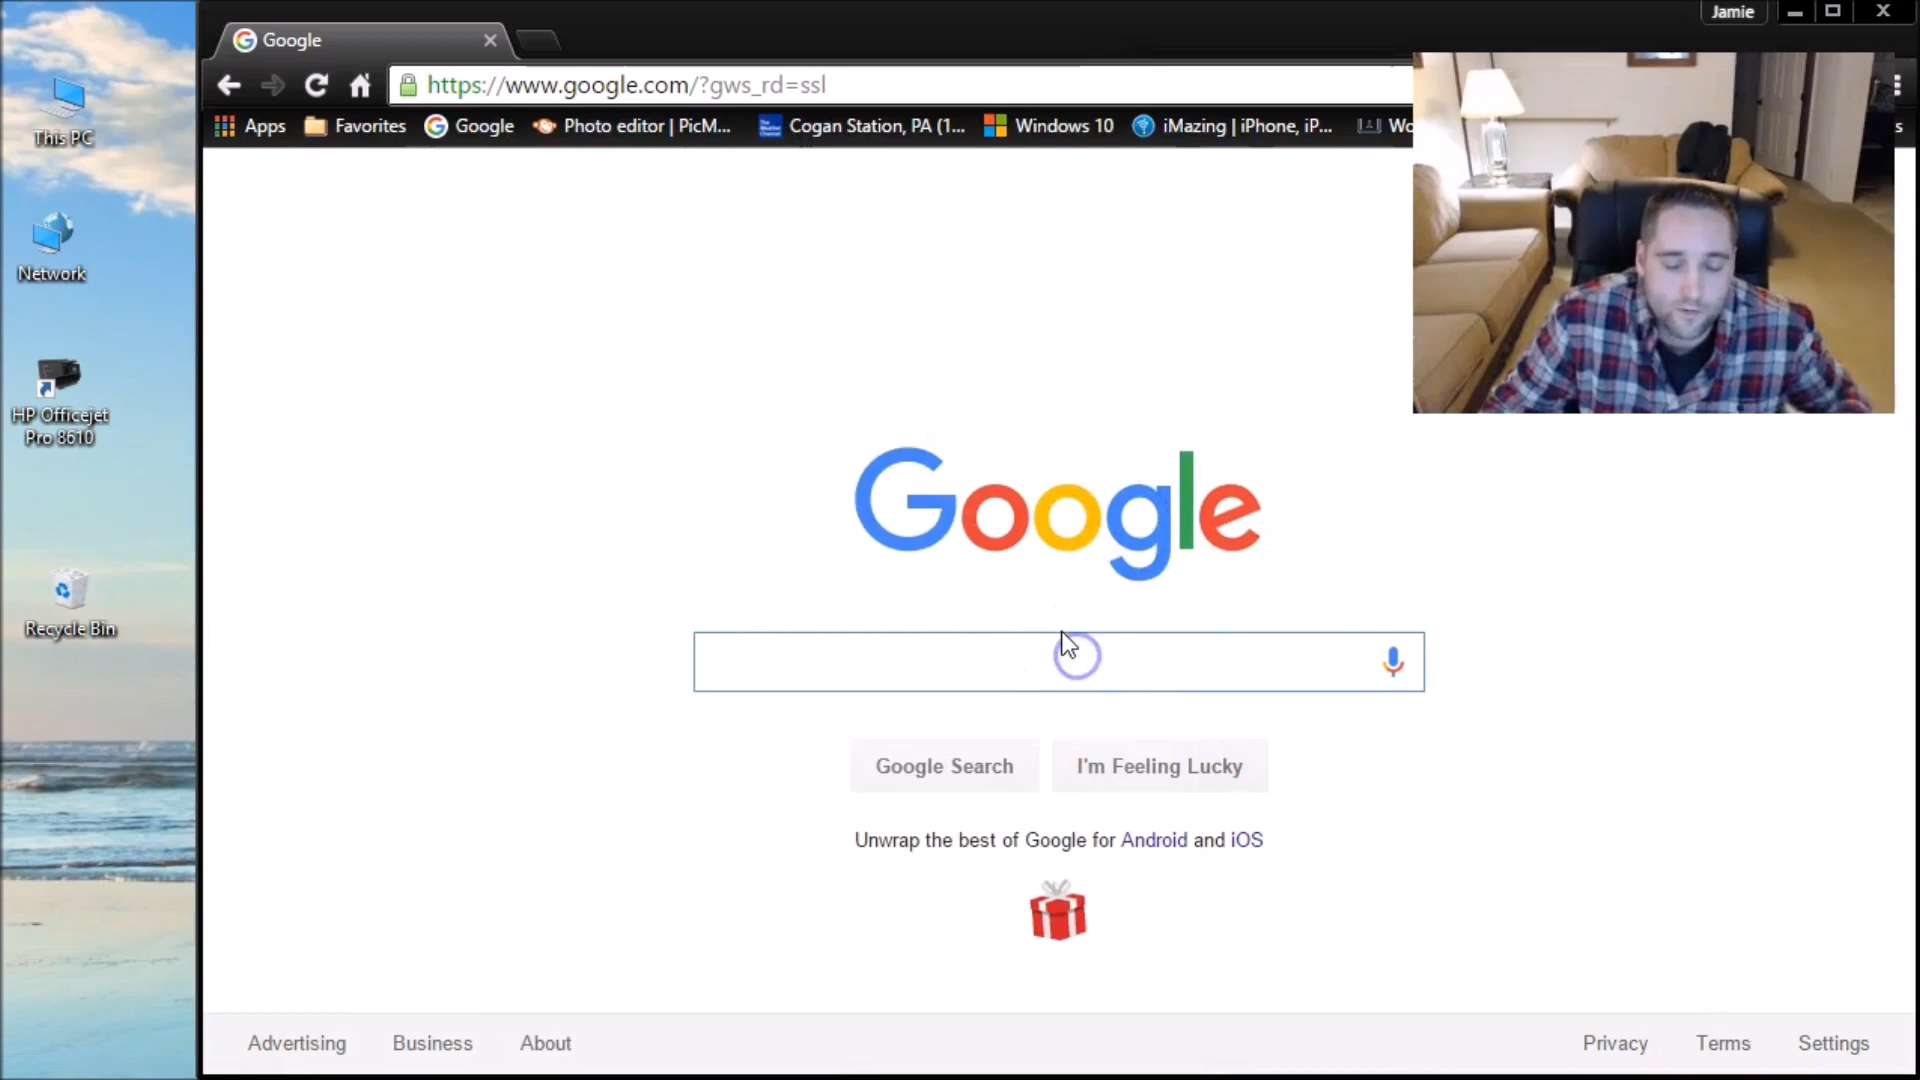 This PC
Network
HP Officejet
Pro 8610
Recycle Bin
Jamie
Google
https://www.google.com/?gws_rd=ssl
Apps Favorites Google Photo editor | PicM... Cogan Station, PA (1... Windows 10 iMazing | iPhone, iP... Wo
Google
Google Search I'm Feeling Lucky
Unwrap the best of Google for Android and iOS
Advertising Business About Privacy Terms Settings